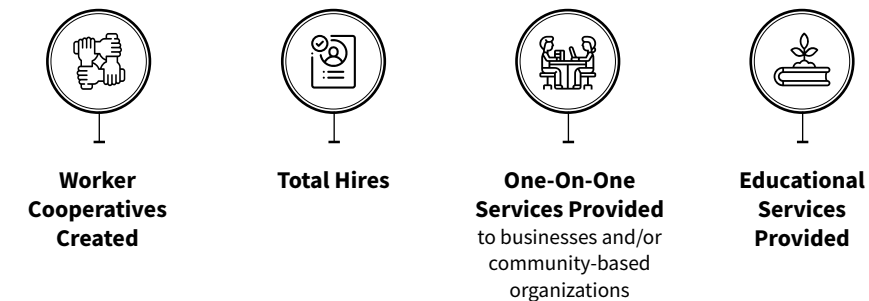 Worker
Cooperatives
Created
Total Hires
One-On-One
Services Provided
to businesses and/or
community-based
organizations
Educational
Services
Provided